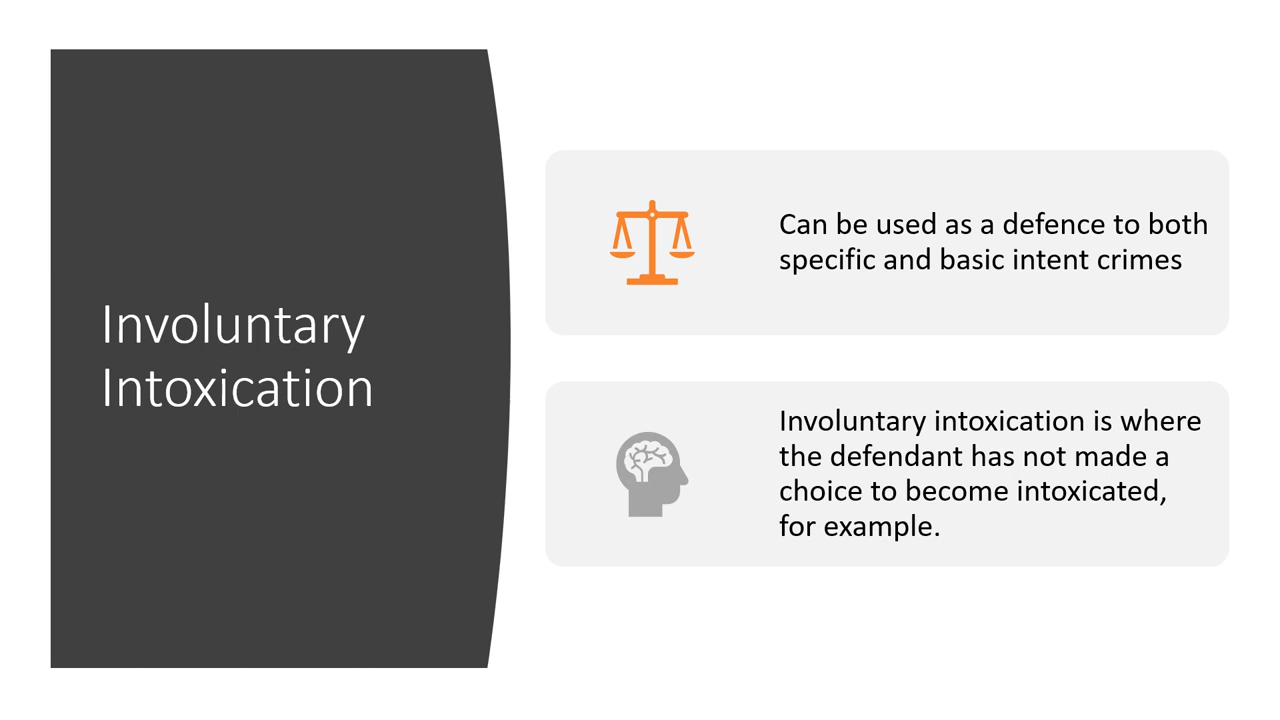 Involuntary
Intoxication
Can be used as a defence to both
specific and basic intent crimes
Involuntary intoxication is where
the defendant has not made a
choice to become intoxicated,
for example.